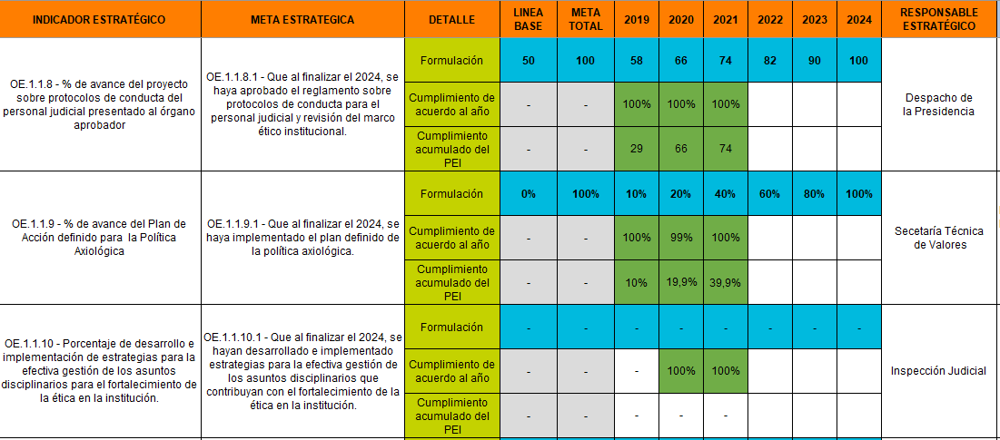 INDICADOR ESTRATÉGICO META ESTRATEGICA DETALLE LINEA BASE META TOTAL 2019 2020 2021 2022 2023 2024 RESPONSABLE ESTRATÉGICO
OE.1.1.8 - % de avance del proyecto
sobre protocolos de conducta del
personal judicial presentado al órgano
aprobador
OE.1.1.8.1 - Que al finalizar el 2024, se
haya aprobado el reglamento sobre
protocolos de conducta para el
personal judicial y revisión del marco
ético institucional.
Formulación 50 100 58 66 74 82 90 100
Cumplimiento de
acuerdo al año - - 100% 100% 100%
Cumplimiento
acumulado del
PEI - - 29 66 74
Despacho de
la Presidencia
OE.1.1.9 - % de avance del Plan de
Acción definido para la Política
Axiológica
OE.1.1.9.1 - Que al finalizar el 2024, se
haya implementado el plan definido de
la política axiológica.
Formulación 0% 100% 10% 20% 40% 60% 80% 100%
Cumplimiento de
acuerdo al año - - 100% 99% 100%
Cumplimiento
acumulado del
PEI - - 10% 19,9% 39,9%
Secretaría Técnica
de Valores
OE.1.1.10 - Porcentaje de desarrollo e
implementación de estrategias para la
efectiva gestión de los asuntos
disciplinarios para el fortalecimiento de
la ética en la institución.
OE.1.1.10.1 - Que al finalizar el 2024, se
hayan desarrollado e implementado
estrategias para la efectiva gestión de
los asuntos disciplinarios que
contribuyan con el fortalecimiento de la
ética en la institución.
Formulación - - - - - - - -
Cumplimiento de
acuerdo al año - - - 100% 100%
Cumplimiento
acumulado del
PEI - - - - -
Inspección Judicial